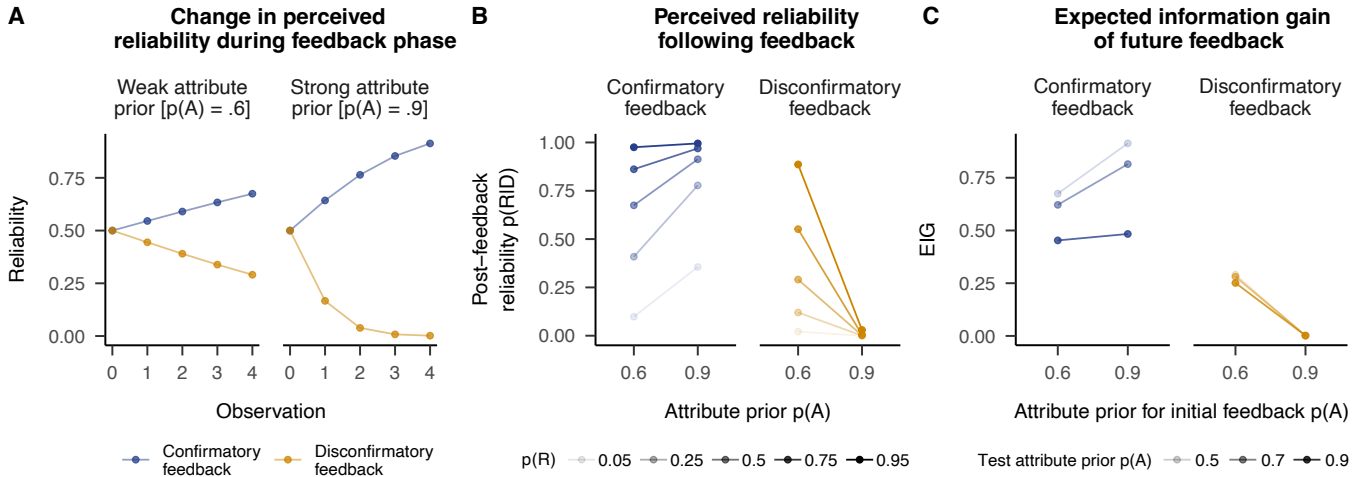 A
Change in perceived
reliability during feedback phase
Weak attribute
prior [p(A) = .6]
Strong attribute
prior [p(A) = .9]
Reliability
0.75
0.50
0.25
0.00
0 1 2 3 4
0 1 2 3 4
Observation
Confirmatory
feedback
Disconfirmatory
feedback
B
Perceived reliability
following feedback
Confirmatory
feedback
Disconfirmatory
feedback
Post−feedback
reliability p(RID)
1.00
0.75
0.50
0.25
0.00
0.6 0.9
0.6 0.9
Attribute prior p(A)
p(R) 0.05 0.25 0.5 0.75 0.95
C
Expected information gain
of future feedback
Confirmatory
feedback
Disconfirmatory
feedback
EIG
0.75
0.50
0.25
0.00
0.6 0.9
0.6 0.9
Attribute prior for initial feedback p(A)
Test attribute prior p(A) 0.5 0.7 0.9